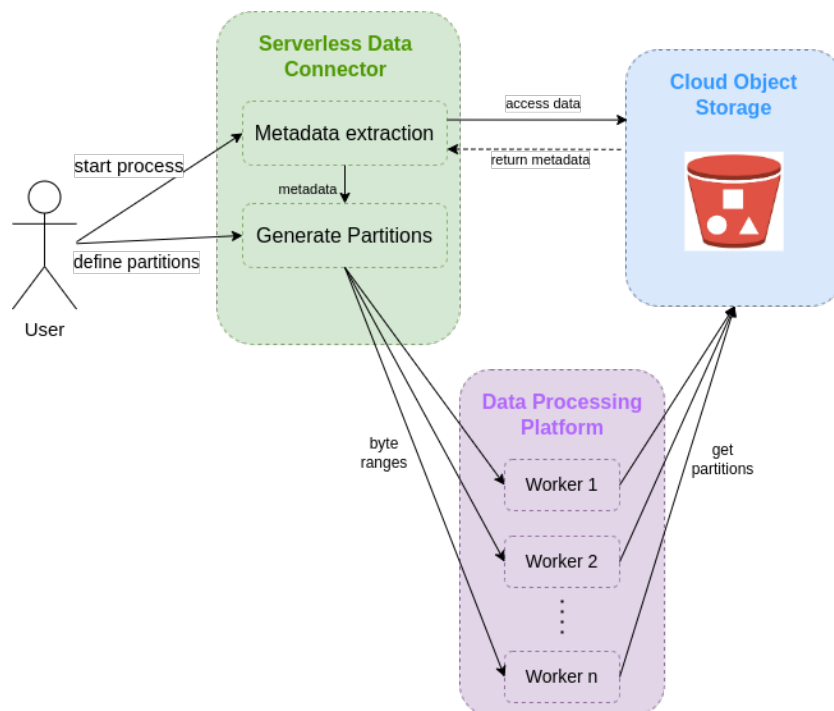 Serverless Data
Connector
Cloud Object
Storage
access data
Metadata extraction
return metadata
start process
metadata
Generate Partitions
define partitions
User
Data Processing
Platform
byte
ranges
get
partitions
Worker 1
Worker 2
Worker n